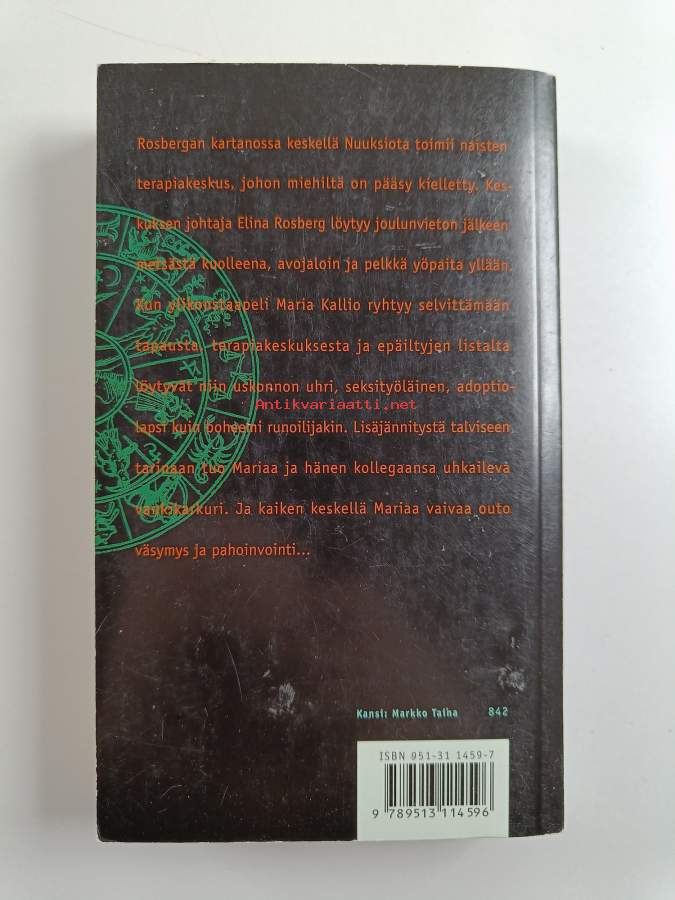 Rosbergan kartanossa keskellä Nuuksiota toimii naisten
terapiakeskus, johon miehiltä on pääsy kielletty. Kes-
kuksen johtaja Elina Rosberg löytyy joulunvieton jälkeen
metsästä kuolleena, avojaloin ja pelkkä yöpaita yllään.
Kun ylikonstaapeli Maria Kallio ryhtyy selvittämään
tapausta, terapiakeskuksesta ja epäiltyjen listalta
löytyvät niin uskonnon uhri, seksityöläinen, adoptio-
Antikvariaatti.net
lapsi kuin boheemi runoilijakin. Lisäjännitystä talviseen
tarinaan tuo Mariaa ja hänen kollegaansa uhkaileva
vankikarkuri. Ja kaiken keskellä Mariaa vaivaa outo
väsymys ja pahoinvointi...
Kansi: Markko Taiha 842
ISBN 951-31 1459-7
9 789513 114596